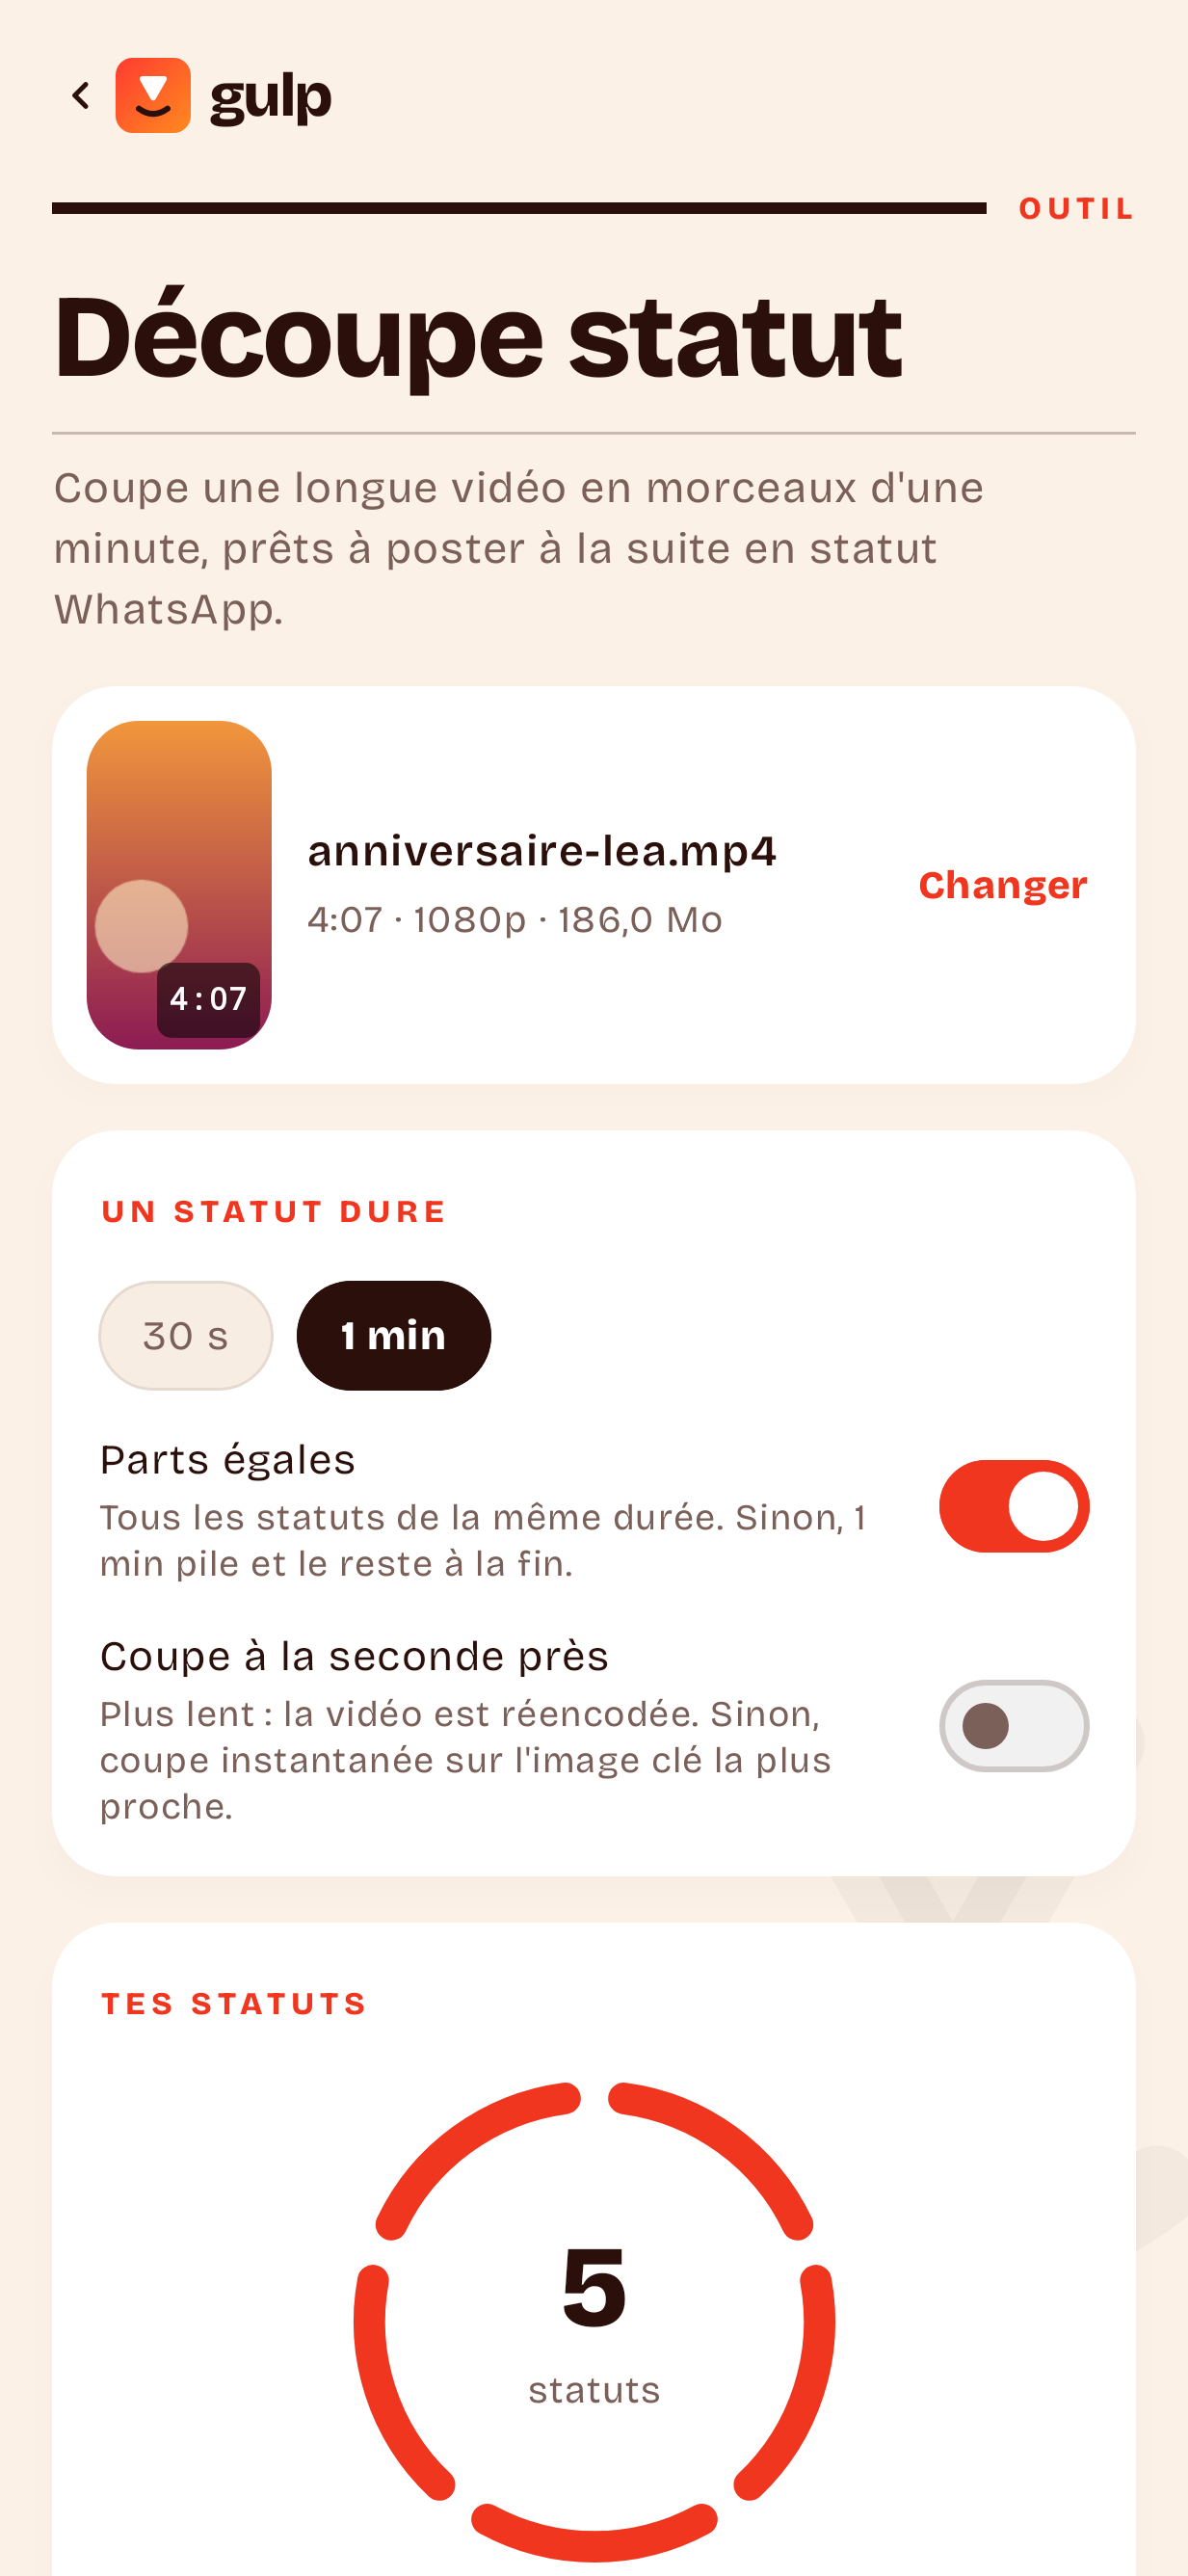 gulp
OUTIL
Découpe statut
Coupe une longue vidéo en morceaux d'une
minute, prêts à poster à la suite en statut
WhatsApp.
anniversaire-lea.mp4
4:07 · 1080p · 186,0 Mo
Changer
4:07
UN STATUT DURE
30 s
1 min
Parts égales
Tous les statuts de la même durée. Sinon, 1
min pile et le reste à la fin.
Coupe à la seconde près
Plus lent : la vidéo est réencodée. Sinon,
coupe instantanée sur l'image clé la plus
proche.
TES STATUTS
5
statuts